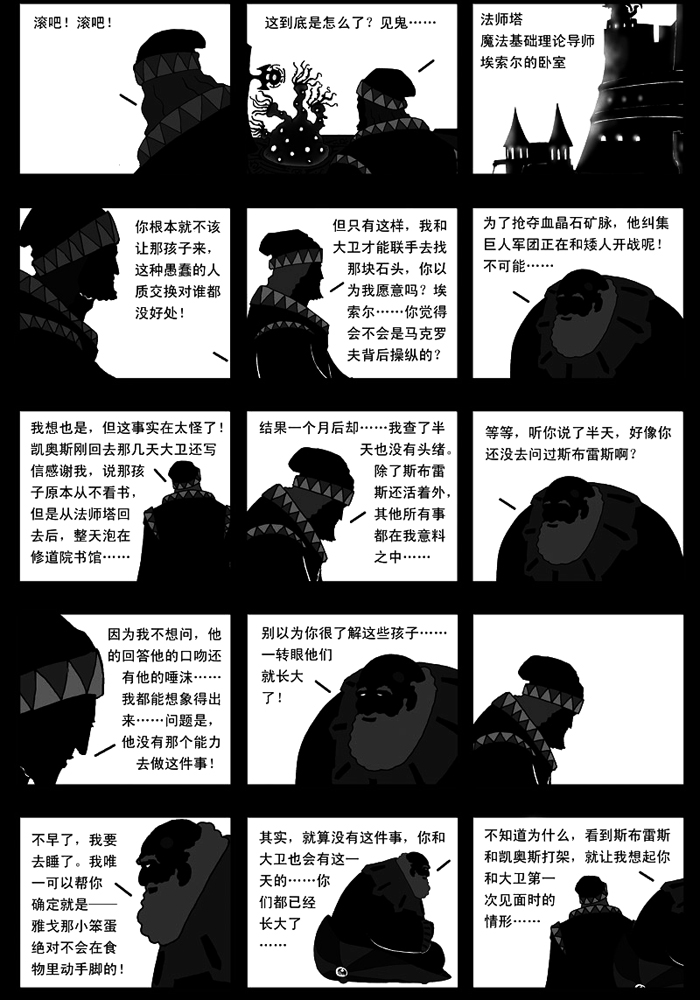 滚吧！滚吧！
这到底是怎么了？见鬼……
法师塔
魔法基础理论导师
埃索尔的卧室
你根本就不该
让那孩子来，
这种愚蠢的人
质交换对谁都
没好处！
但只有这样，我和
大卫才能联手去找
那块石头，你以
为我愿意吗？埃
索尔……你觉得
会不会是马克罗
夫背后操纵的？
为了抢夺血晶石矿脉，他纠集
巨人军团正在和矮人开战呢！
不可能……
我想也是，但这事实在太怪了！
凯奥斯刚回去那几天大卫还写
信感谢我，说那孩
子原本从不看书，
但是从法师塔回
去后，整天泡在
修道院书馆……
结果一个月后却……我查了半
天也没有头绪。
除了斯布雷
斯还活着外，
其他所有事
都在我意料
之中……
等等，听你说了半天，好像你
还没去问过斯布雷斯啊？
因为我不想问，他
的回答他的口吻还
有他的唾沫……
我都能想象得出
来……问题是，
他没有那个能力
去做这件事！
别以为你很了解这些孩子……
一转眼他们
就长大
了！
不早了，我要
去睡了。我唯
一可以帮你
确定就是——
雅戈那小笨蛋
绝对不会在食
物里动手脚的！
其实，就算没有这件事，你和
大卫也会有这一
天的……你
们都已经
长大了
……
不知道为什么，看到斯布雷斯
和凯奥斯打架，就让我想起你
和大卫第一
次见面时的
情形……